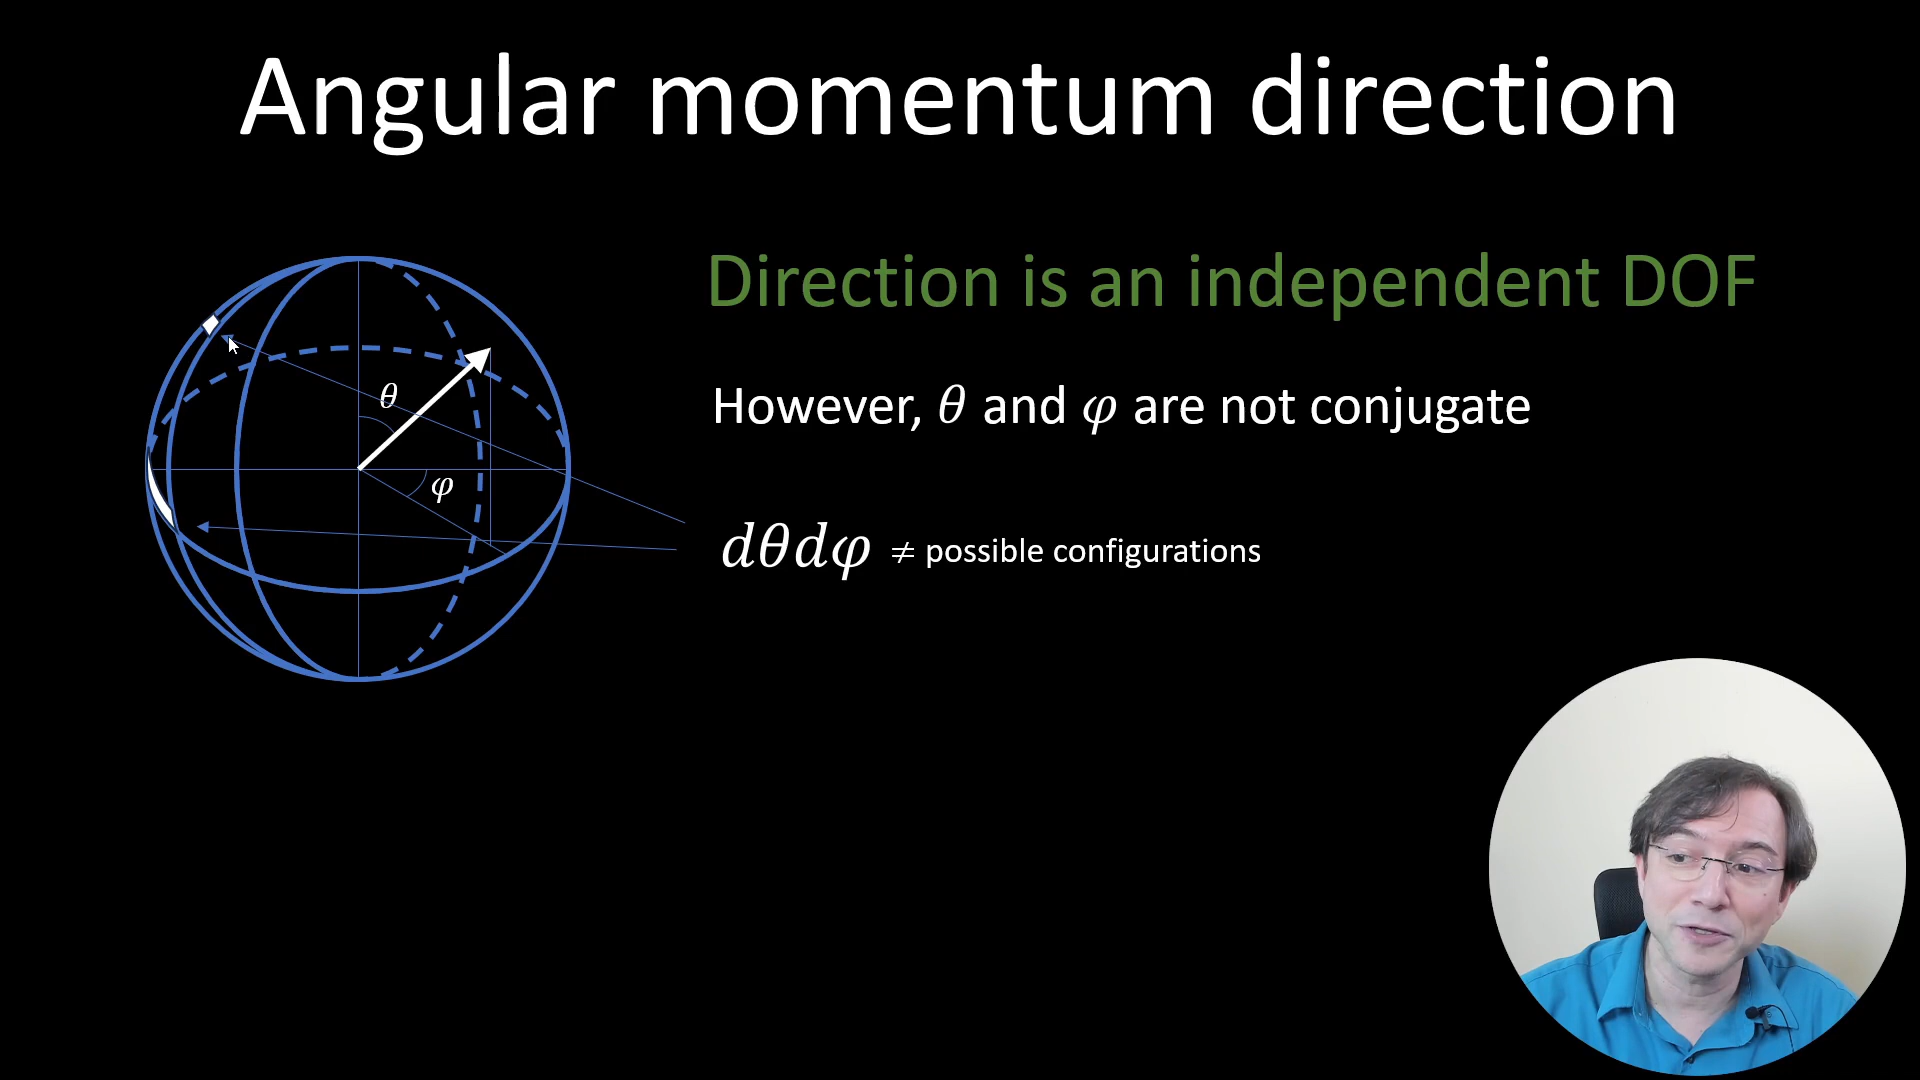 Angular momentum direction
Direction is an independent DOF
However, θ and φ are not conjugate
θ
φ
dθdφ ≠ possible configurations